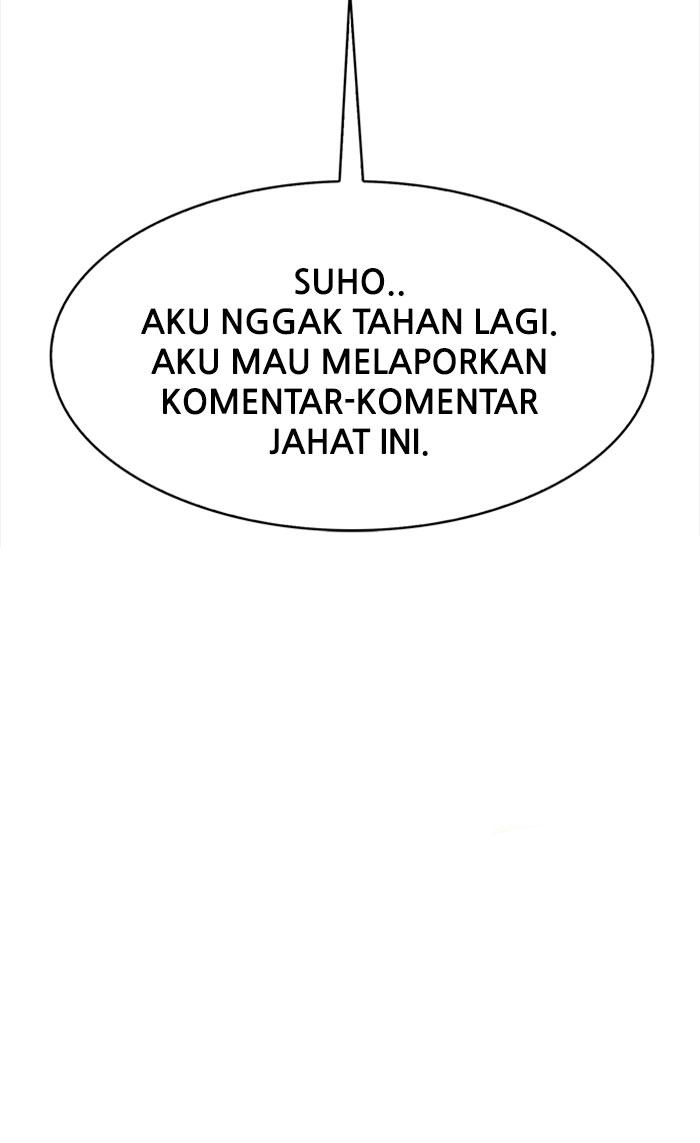 SUHO..
AKU NGGAK TAHAN LAGI.
AKU MAU MELAPORKAN
KOMENTAR-KOMENTAR
JAHAT INI.